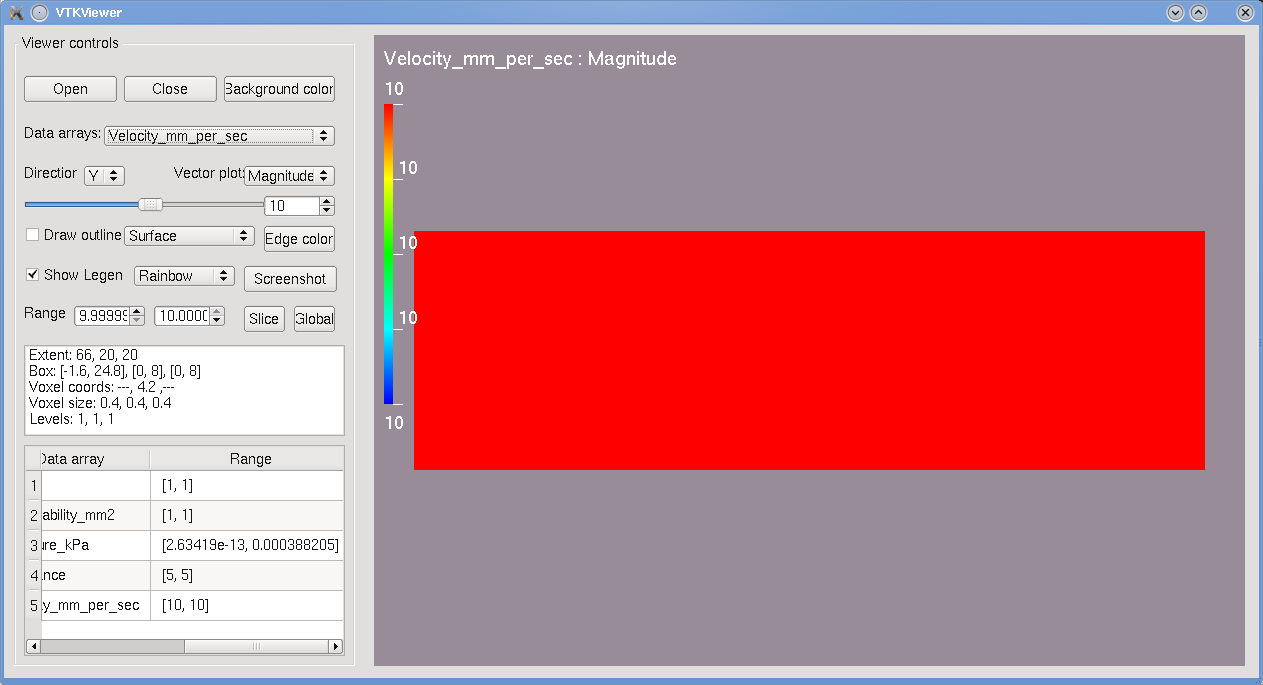 VTKViewer
Viewer controls
Open Close Background color
Data arrays: Velocity_mm_per_sec
Direction Y Vector plot: Magnitude
10
Draw outline Surface Edge color
Show Legen Rainbow Screenshot
Range 9.99999 10.0000 Slice Global
Extent: 66, 20, 20
Box: [-1.6, 24.8], [0, 8], [0, 8]
Voxel coords: ---, 4.2 ,---
Voxel size: 0.4, 0.4, 0.4
Levels: 1, 1, 1
Data array Range
1 [1, 1]
2 ability_mm2 [1, 1]
3 ure_kPa [2.63419e-13, 0.000388205]
4 nce [5, 5]
5 y_mm_per_sec [10, 10]
Velocity_mm_per_sec : Magnitude
10
10
10
10
10